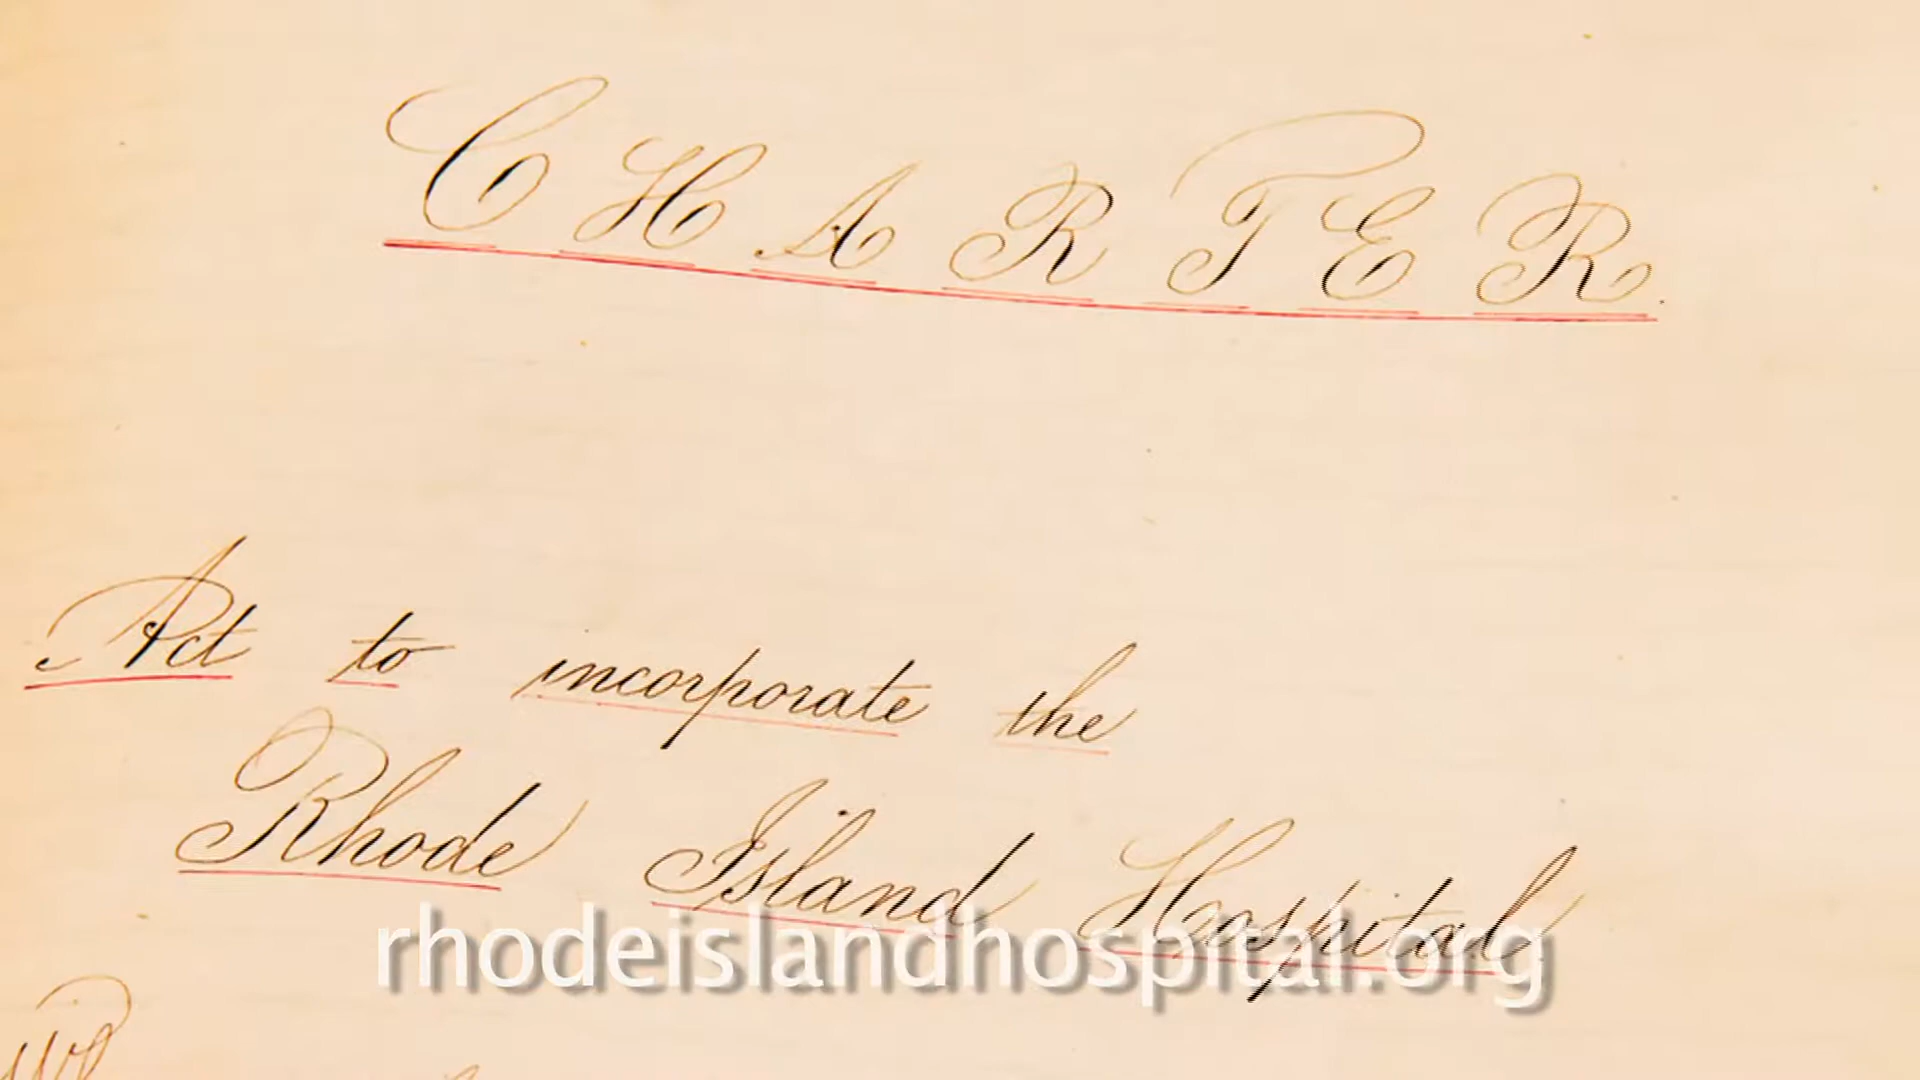 CHARTER.
Act to incorporate the
Rhode Island Hospital
rhodeislandhospital.org